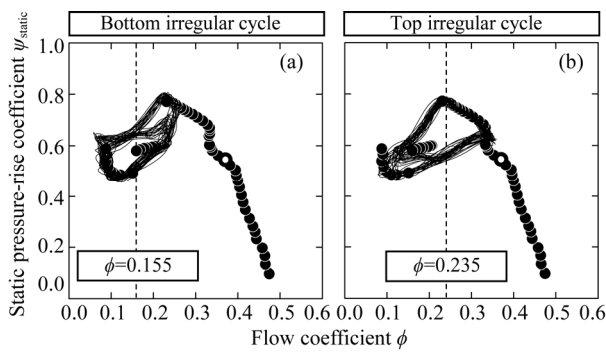 Bottom irregular cycle
Top irregular cycle
Static pressure-rise coefficient ψstatic
1.0
0.8
0.6
0.4
0.2
0.0
(a)
(b)
ϕ=0.155
ϕ=0.235
0.0 0.1 0.2 0.3 0.4 0.5 0.6
0.0 0.1 0.2 0.3 0.4 0.5 0.6
Flow coefficient ϕ